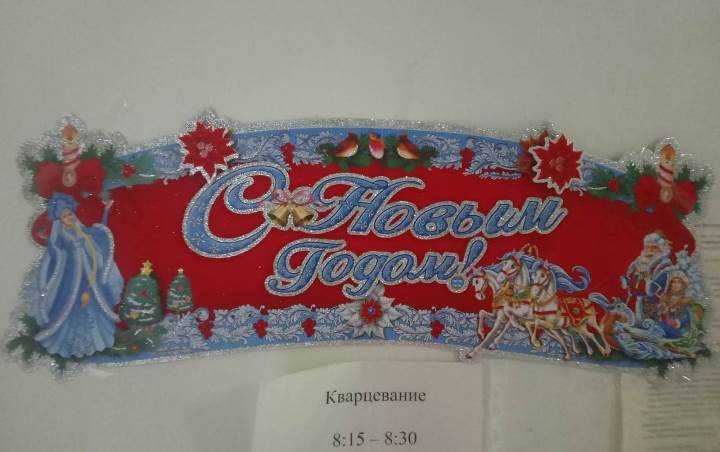 С Новым
Годом!
Кварцевание
8:15 – 8:30